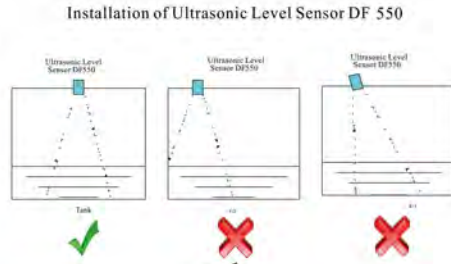 Installation of Ultrasonic Level Sensor DF 550
Ultrasonic Level
Sensor DF550
Ultrasonic Level
Sensor DF550
Ultrasonic Level
Sensor DF550
Tank